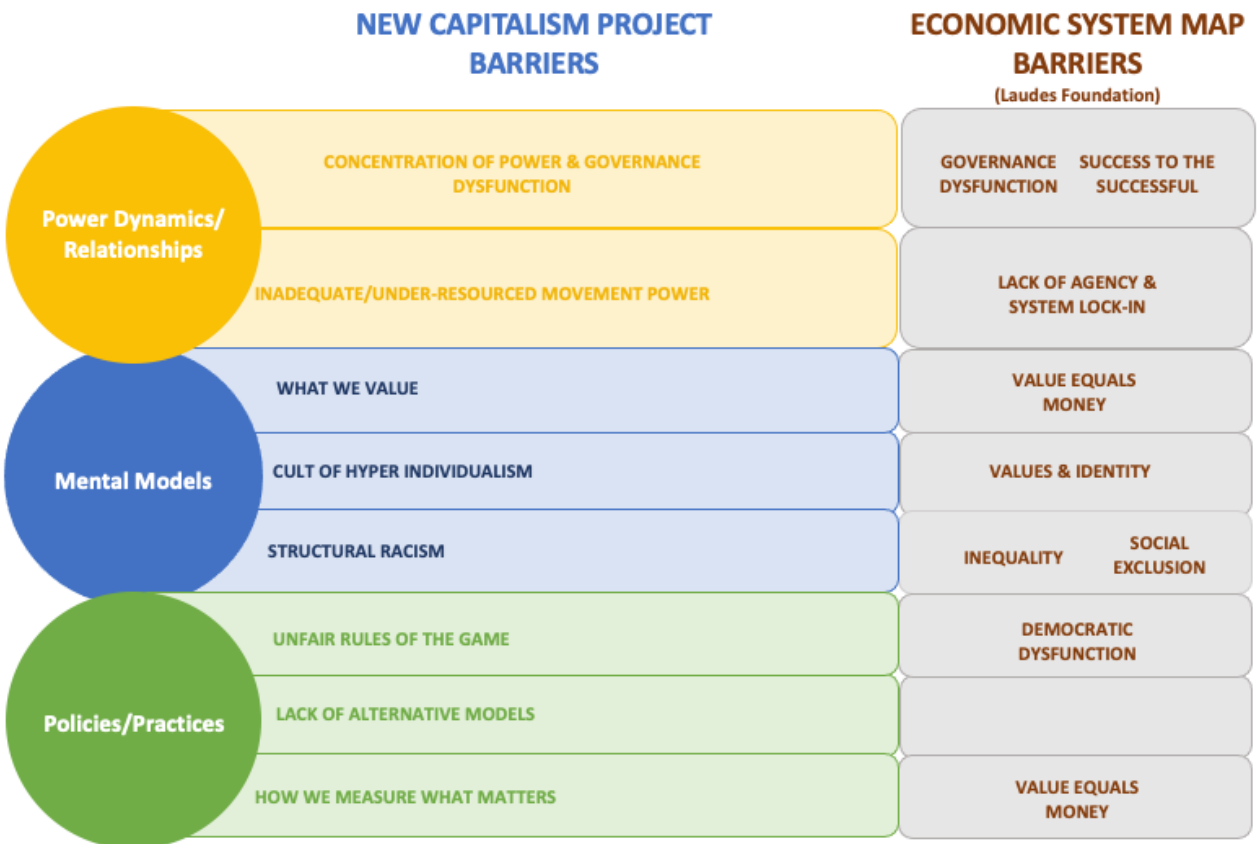 NEW CAPITALISM PROJECT
BARRIERS
ECONOMIC SYSTEM MAP
BARRIERS
(Laudes Foundation)
Power Dynamics/
Relationships
CONCENTRATION OF POWER & GOVERNANCE
DYSFUNCTION
GOVERNANCE
DYSFUNCTION
SUCCESS TO THE
SUCCESSFUL
INADEQUATE/UNDER-RESOURCED MOVEMENT POWER
LACK OF AGENCY &
SYSTEM LOCK-IN
Mental Models
WHAT WE VALUE
VALUE EQUALS
MONEY
CULT OF HYPER INDIVIDUALISM
VALUES & IDENTITY
STRUCTURAL RACISM
INEQUALITY
SOCIAL
EXCLUSION
Policies/Practices
UNFAIR RULES OF THE GAME
DEMOCRATIC
DYSFUNCTION
LACK OF ALTERNATIVE MODELS
HOW WE MEASURE WHAT MATTERS
VALUE EQUALS
MONEY